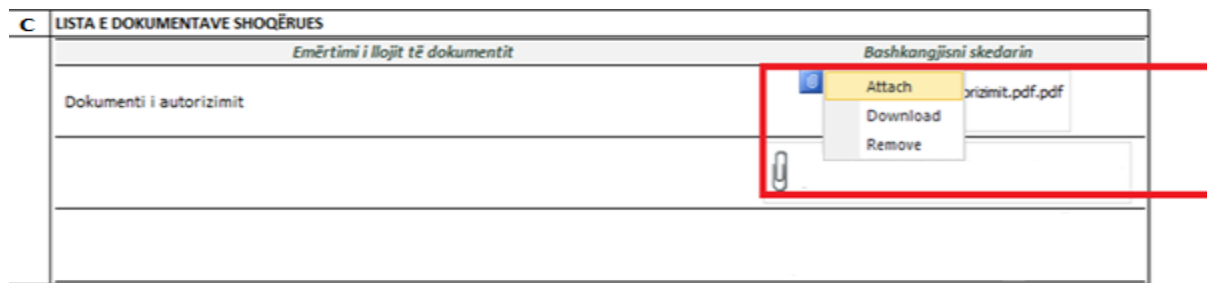 C LISTA E DOKUMENTAVE SHOQËRUES
Emërtimi i llojit të dokumentit Bashkangjisni skedarin
Dokumenti i autorizimit
Attach
orizimit.pdf.pdf
Download
Remove